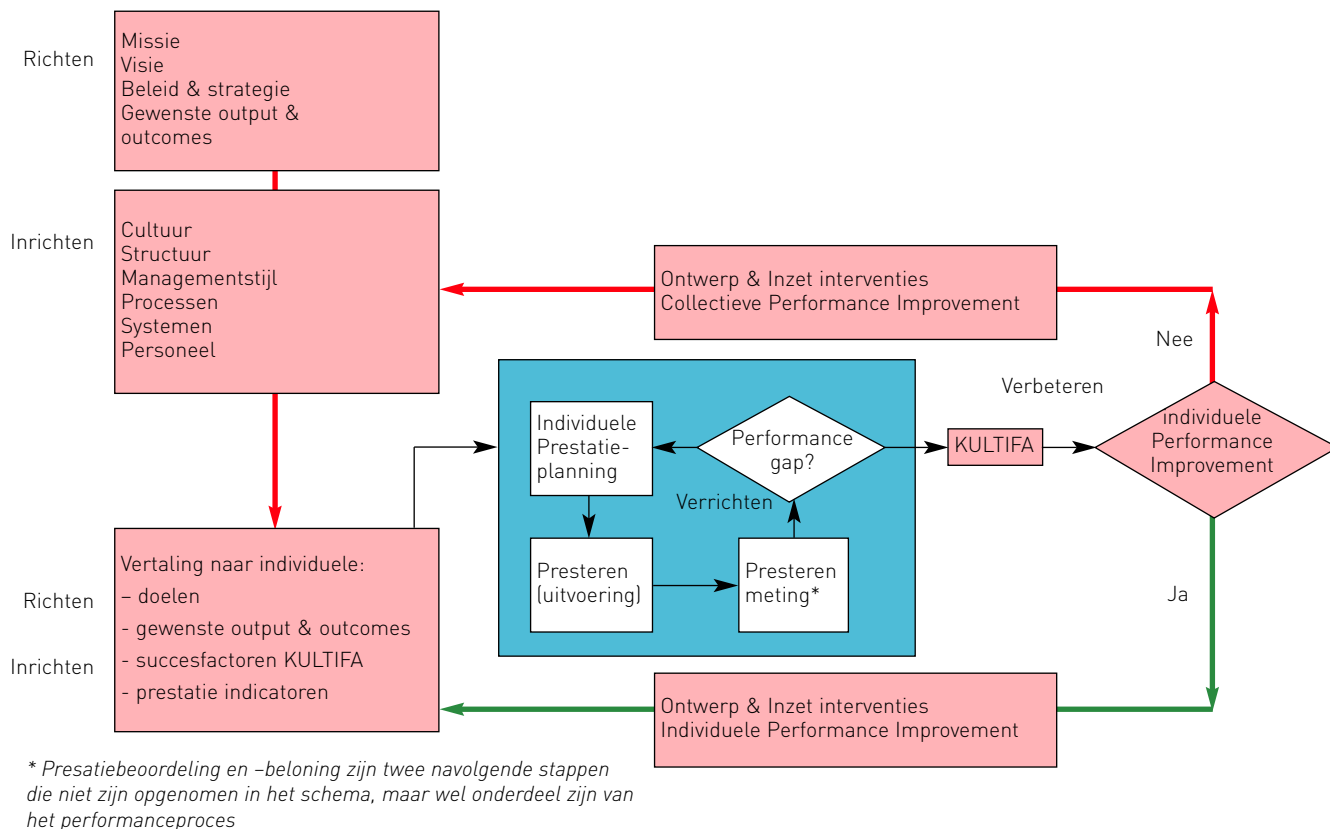 Richten
Missie
Visie
Beleid & strategie
Gewenste output &
outcomes
Inrichten
Cultuur
Structuur
Managementstijl
Processen
Systemen
Personeel
Ontwerp & Inzet interventies
Collectieve Performance Improvement
Nee
Verbeteren
Individuele
Prestatie-
planning
Performance
gap?
KULTIFA
individuele
Performance
Improvement
Verrichten
Presteren
(uitvoering)
Presteren
meting*
Ja
Richten
Inrichten
Vertaling naar individuele:
– doelen
- gewenste output & outcomes
- succesfactoren KULTIFA
- prestatie indicatoren
Ontwerp & Inzet interventies
Individuele Performance Improvement
* Presatiebeoordeling en –beloning zijn twee navolgende stappen
die niet zijn opgenomen in het schema, maar wel onderdeel zijn van
het performanceproces